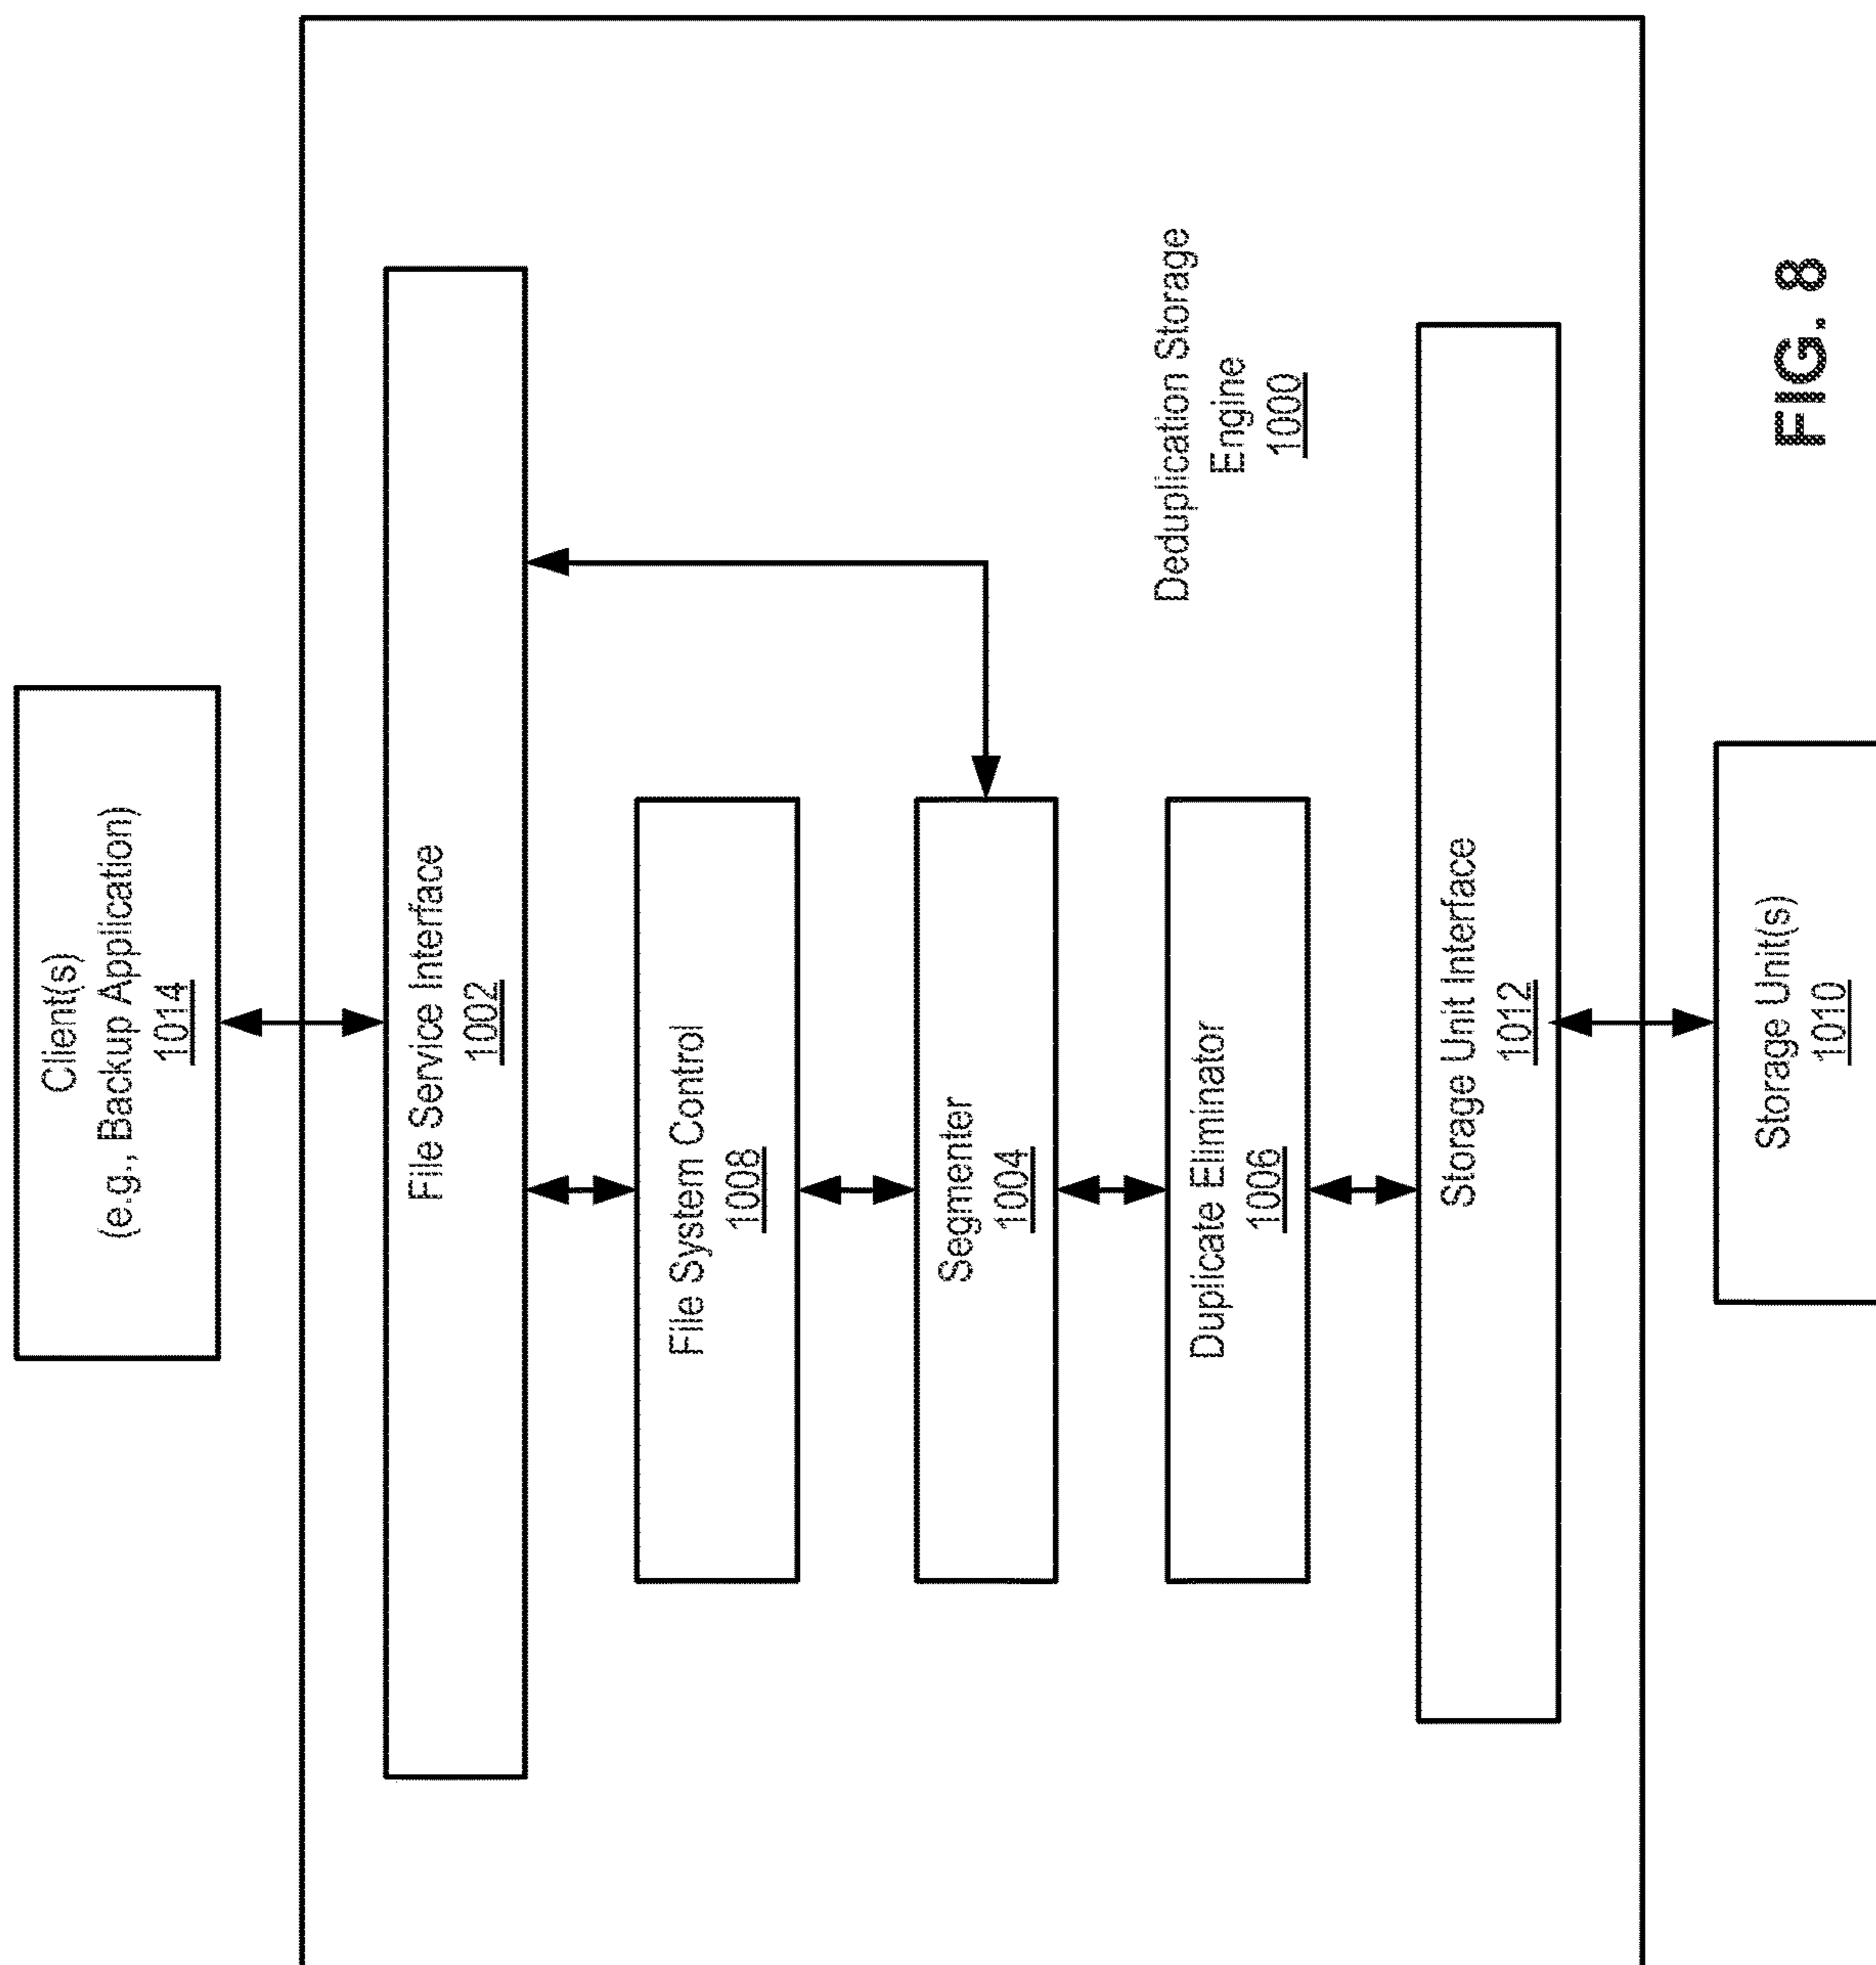 Client(s)
(e.g., Backup Application)
1014
File Service Interface
1002
File System Control
1008
Segmenter
1004
Duplicate Eliminator
1006
Deduplication Storage
Engine
1000
Storage Unit Interface
1012
Storage Unit(s)
1010
FIG. 8